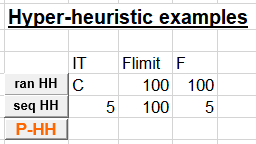 Hyper-heuristic examples
IT Flimit F
ran HH C 100 100
seq HH 5 100 5
P-HH